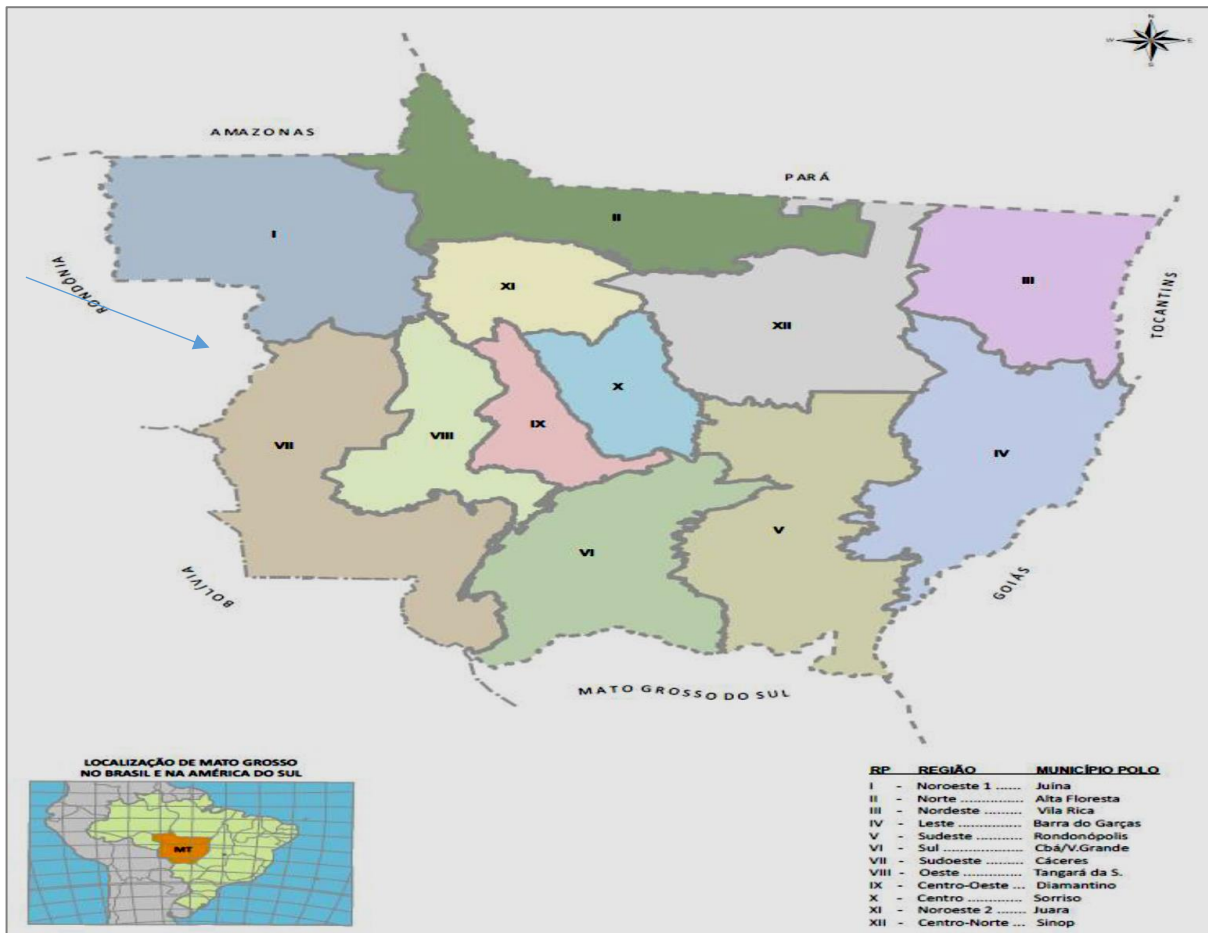 N
W E
S
AMAZONAS
PARÁ
RONDÔNIA
TOCANTINS
I
II
III
XI
XII
X
VII
VIII
IX
IV
V
VI
BOLÍVIA
GOIÁS
MATO GROSSO DO SUL
LOCALIZAÇÃO DE MATO GROSSO
NO BRASIL E NA AMÉRICA DO SUL
MT
RP REGIÃO MUNICÍPIO POLO
I - Noroeste 1 ...... Juína
II - Norte .............. Alta Floresta
III - Nordeste ........ Vila Rica
IV - Leste ............... Barra do Garças
V - Sudeste ........... Rondonópolis
VI - Sul ................... Cbá/V.Grande
VII - Sudoeste ........ Cáceres
VIII - Oeste .............. Tangará da S.
IX - Centro-Oeste ... Diamantino
X - Centro ............. Sorriso
XI - Noroeste 2 ....... Juara
XII - Centro-Norte ... Sinop